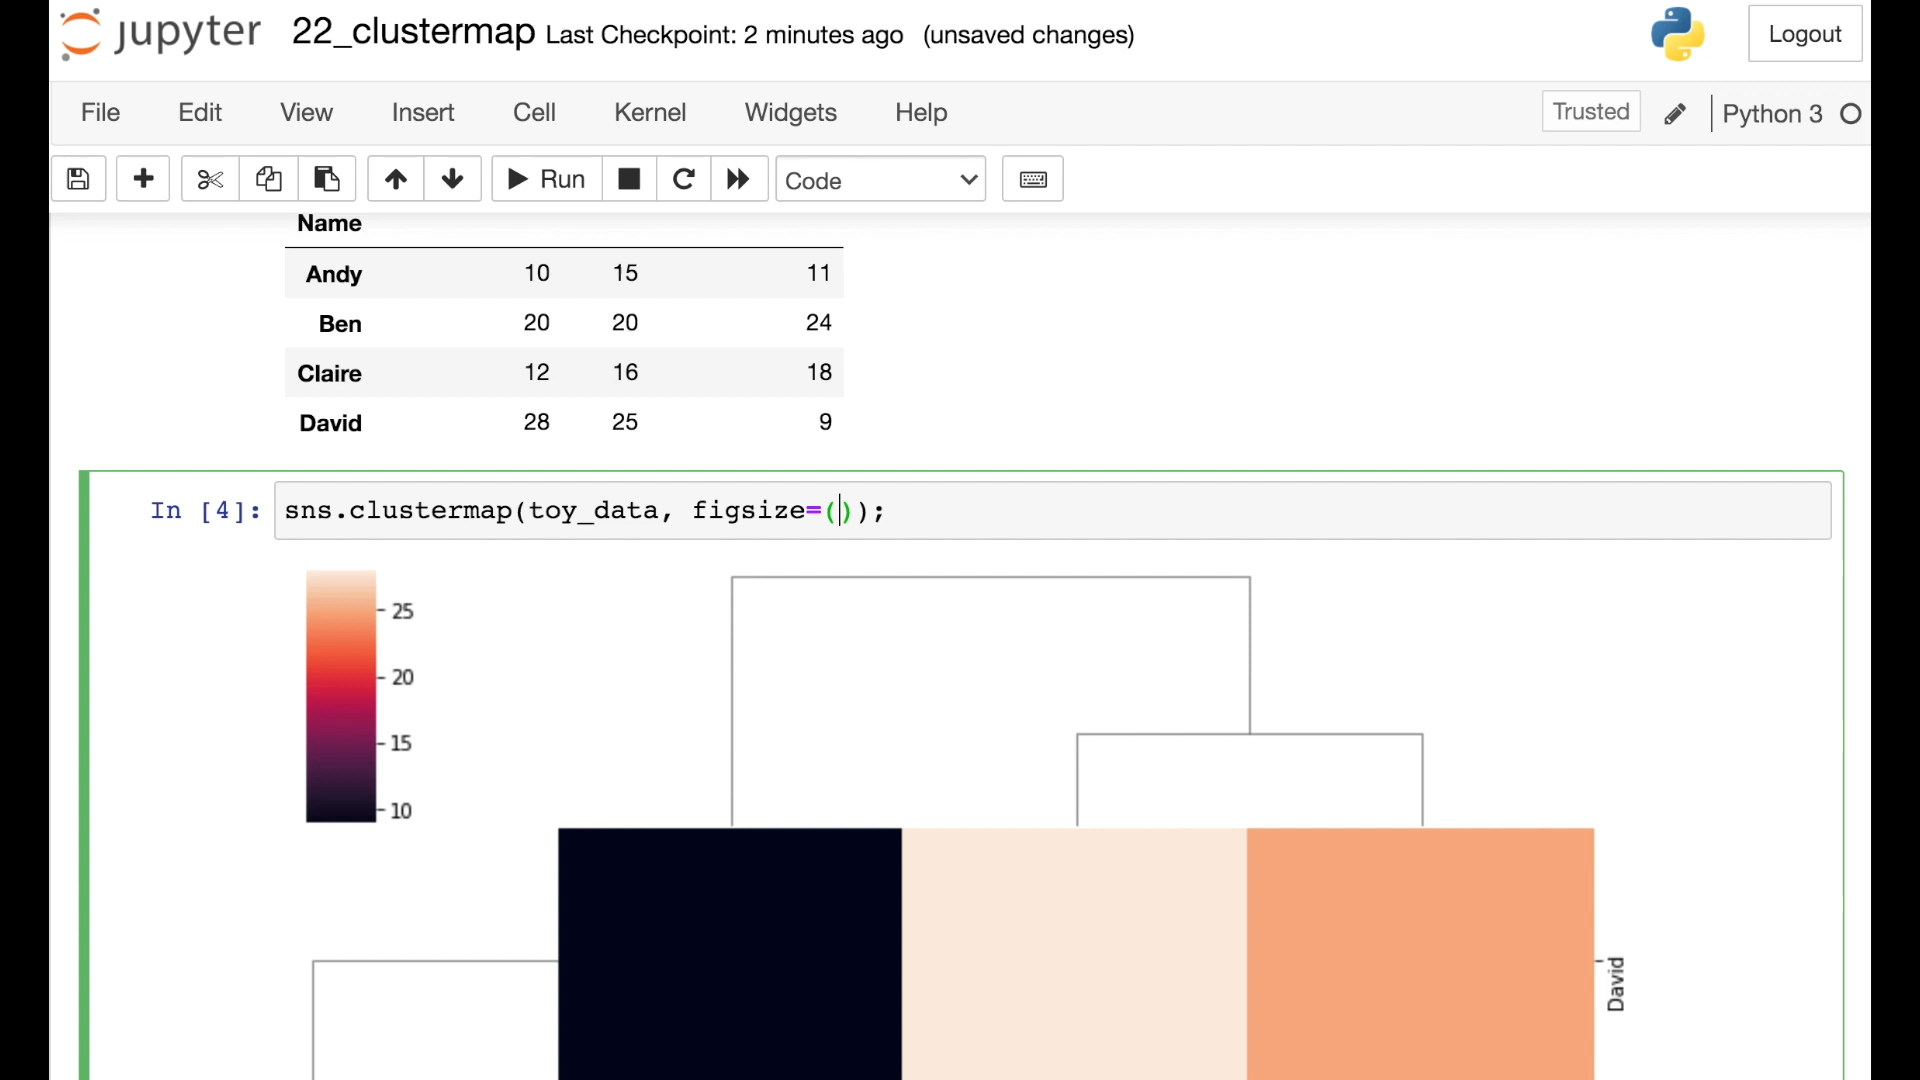 jupyter 22_clustermap Last Checkpoint: 2 minutes ago (unsaved changes) Logout
File Edit View Insert Cell Kernel Widgets Help Trusted Python 3
Run Code
Name
Andy 10 15 11
Ben 20 20 24
Claire 12 16 18
David 28 25 9
In [4]: sns.clustermap(toy_data, figsize=());
25
20
15
10
David